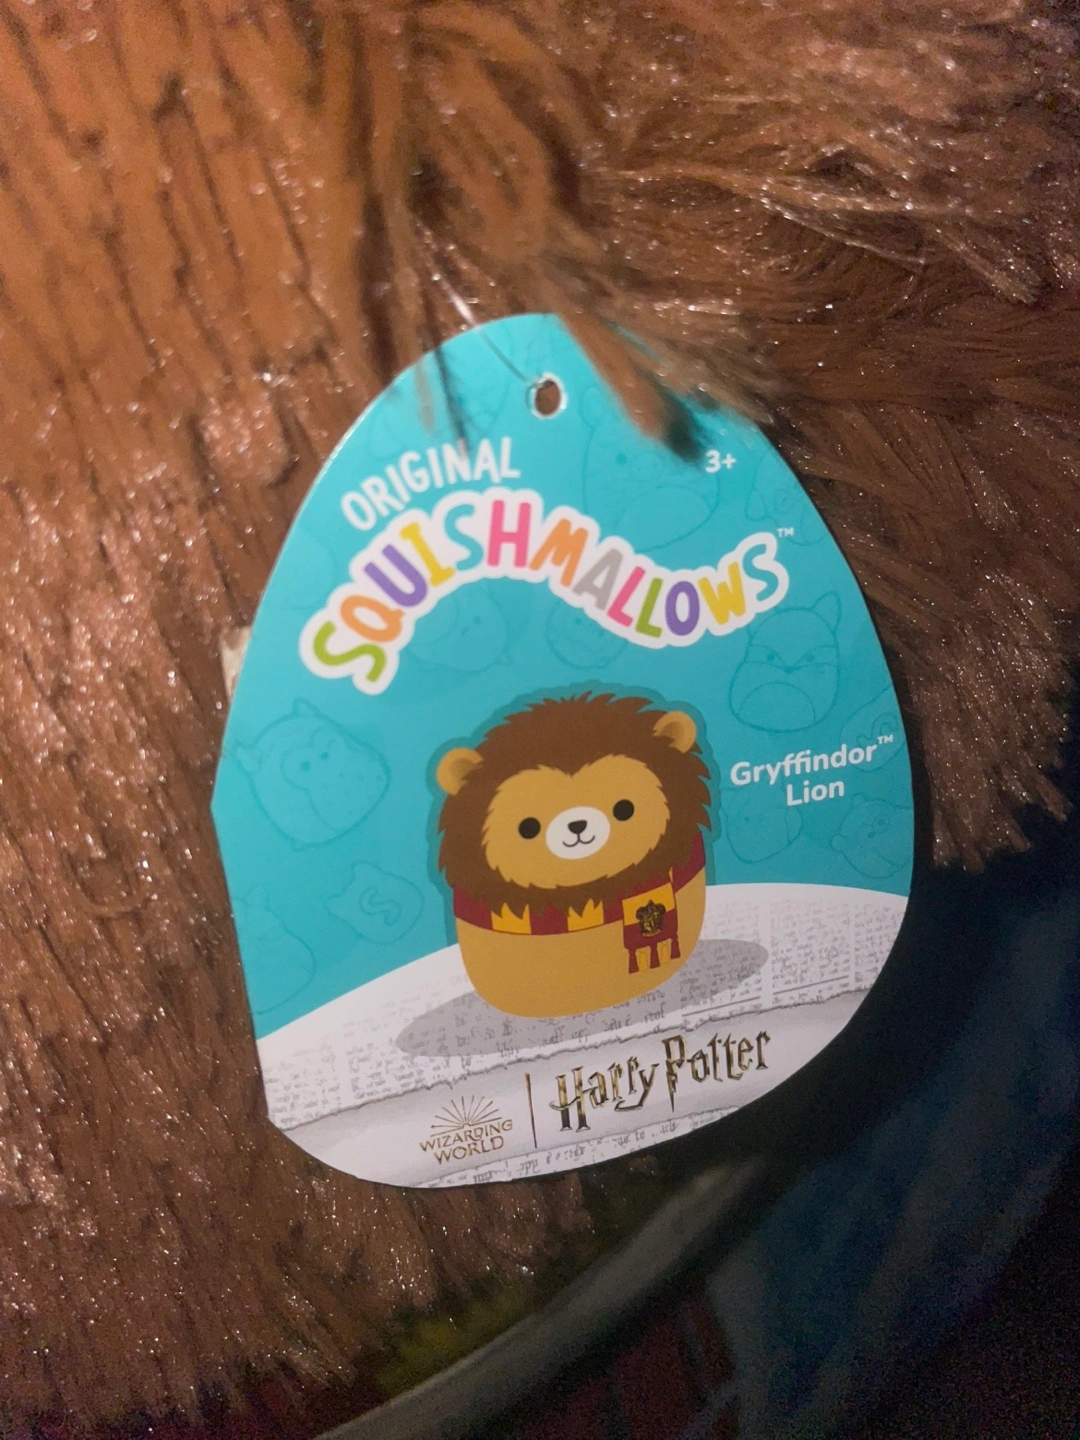 ORIGINAL
3+
SQUISHMALLOWS™
Gryffindor™
Lion
WIZARDING
WORLD
Harry Potter